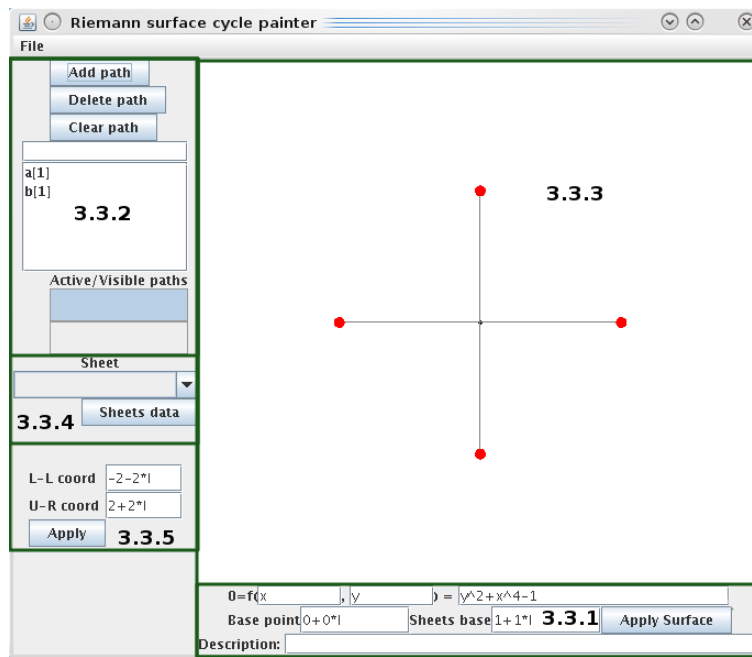 Riemann surface cycle painter
File
Add path
Delete path
Clear path
a[1]
b[1]
3.3.2
Active/Visible paths
3.3.3
Sheet
Sheets data
3.3.4
L-L coord -2-2*I
U-R coord 2+2*I
Apply 3.3.5
0=f( x , y ) = y^2+x^4-1
Base point 0+0*I Sheets base 1+1*I 3.3.1 Apply Surface
Description: